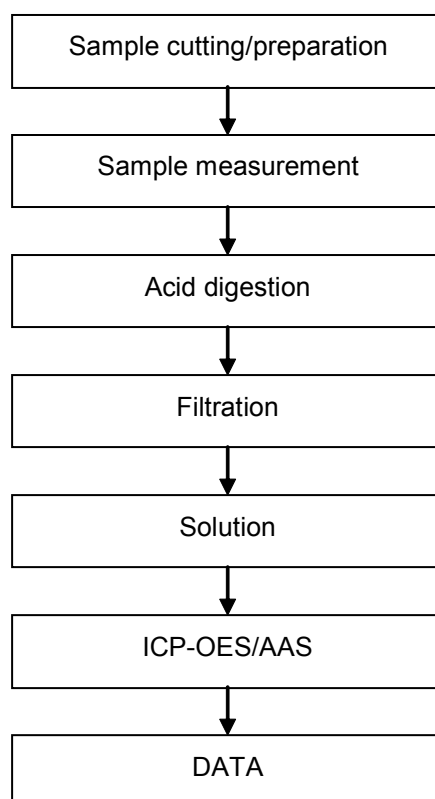 Sample cutting/preparation
Sample measurement
Acid digestion
Filtration
Solution
ICP-OES/AAS
DATA